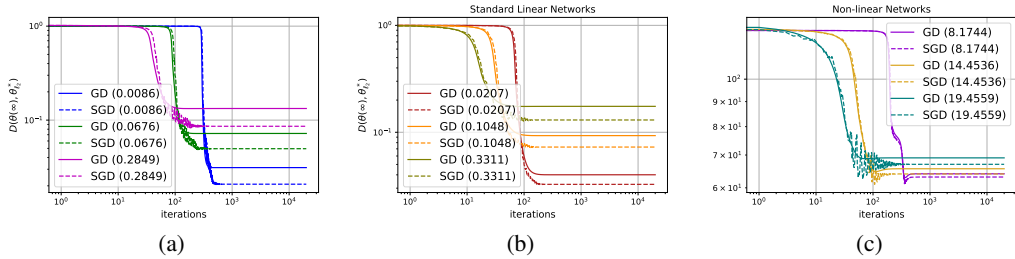 10⁰
10⁻¹
D(θ(∞), θ*ℓ₂)
GD (0.0086)
SGD (0.0086)
GD (0.0676)
SGD (0.0676)
GD (0.2849)
SGD (0.2849)
10⁰ 10¹ 10² 10³ 10⁴
iterations
(a)
Standard Linear Networks
10⁰
10⁻¹
D(θ(∞), θ*ℓ₂)
GD (0.0207)
SGD (0.0207)
GD (0.1048)
SGD (0.1048)
GD (0.3311)
SGD (0.3311)
10⁰ 10¹ 10² 10³ 10⁴
iterations
(b)
Non-linear Networks
10²
9 × 10¹
8 × 10¹
7 × 10¹
6 × 10¹
D(θ(∞), θ*ℓ₂)
GD (8.1744)
SGD (8.1744)
GD (14.4536)
SGD (14.4536)
GD (19.4559)
SGD (19.4559)
10⁰ 10¹ 10² 10³ 10⁴
iterations
(c)